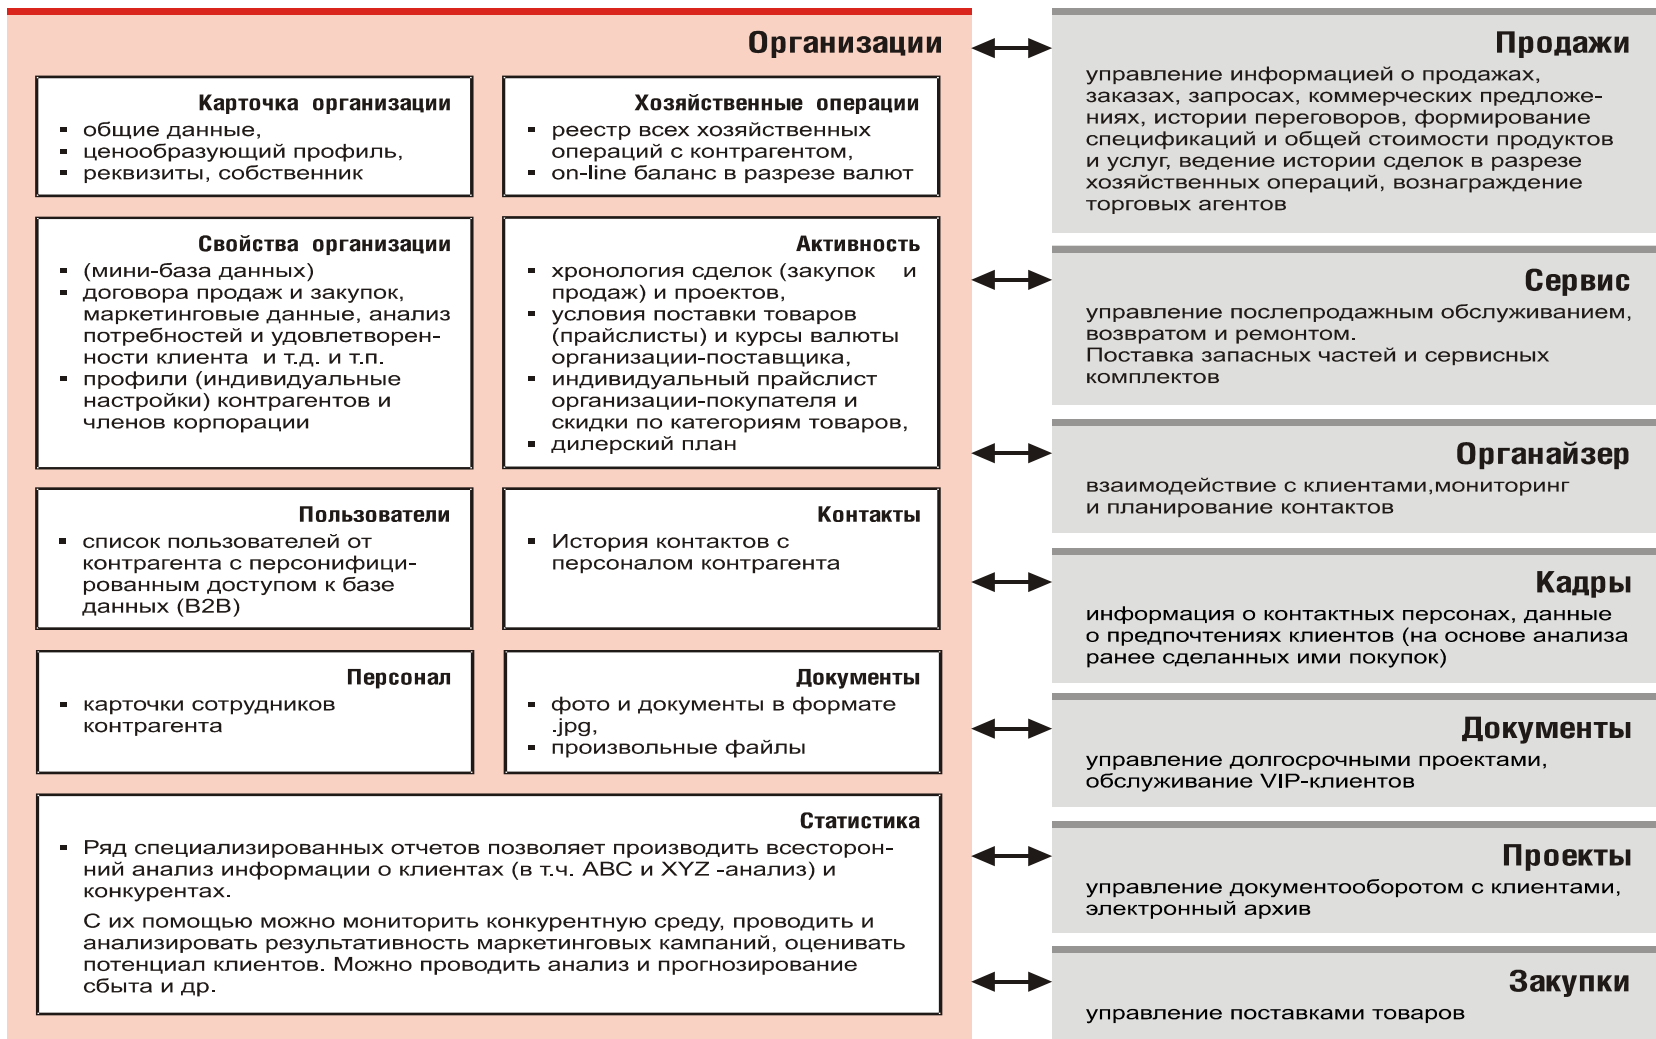 Организации
Карточка организации
▪ общие данные,
▪ ценообразующий профиль,
▪ реквизиты, собственник
Хозяйственные операции
▪ реестр всех хозяйственных
операций с контрагентом,
▪ on-line баланс в разрезе валют
Свойства организации
▪ (мини-база данных)
▪ договора продаж и закупок,
маркетинговые данные, анализ
потребностей и удовлетворен-
ности клиента и т.д. и т.п.
▪ профили (индивидуальные
настройки) контрагентов и
членов корпорации
Активность
▪ хронология сделок (закупок и
продаж) и проектов,
▪ условия поставки товаров
(прайслисты) и курсы валюты
организации-поставщика,
▪ индивидуальный прайслист
организации-покупателя и
скидки по категориям товаров,
▪ дилерский план
Пользователи
▪ список пользователей от
контрагента с персонифици-
рованным доступом к базе
данных (B2B)
Контакты
▪ История контактов с
персоналом контрагента
Персонал
▪ карточки сотрудников
контрагента
Документы
▪ фото и документы в формате
.jpg,
▪ произвольные файлы
Статистика
▪ Ряд специализированных отчетов позволяет производить всесторон-
ний анализ информации о клиентах (в т.ч. ABC и XYZ -анализ) и
конкурентах.
С их помощью можно мониторить конкурентную среду, проводить и
анализировать результативность маркетинговых кампаний, оценивать
потенциал клиентов. Можно проводить анализ и прогнозирование
сбыта и др.
Продажи
управление информацией о продажах,
заказах, запросах, коммерческих предложе-
ниях, истории переговоров, формирование
спецификаций и общей стоимости продуктов
и услуг, ведение истории сделок в разрезе
хозяйственных операций, вознаграждение
торговых агентов
Сервис
управление послепродажным обслуживанием,
возвратом и ремонтом.
Поставка запасных частей и сервисных
комплектов
Органайзер
взаимодействие с клиентами,мониторинг
и планирование контактов
Кадры
информация о контактных персонах, данные
о предпочтениях клиентов (на основе анализа
ранее сделанных ими покупок)
Документы
управление долгосрочными проектами,
обслуживание VIP-клиентов
Проекты
управление документооборотом с клиентами,
электронный архив
Закупки
управление поставками товаров